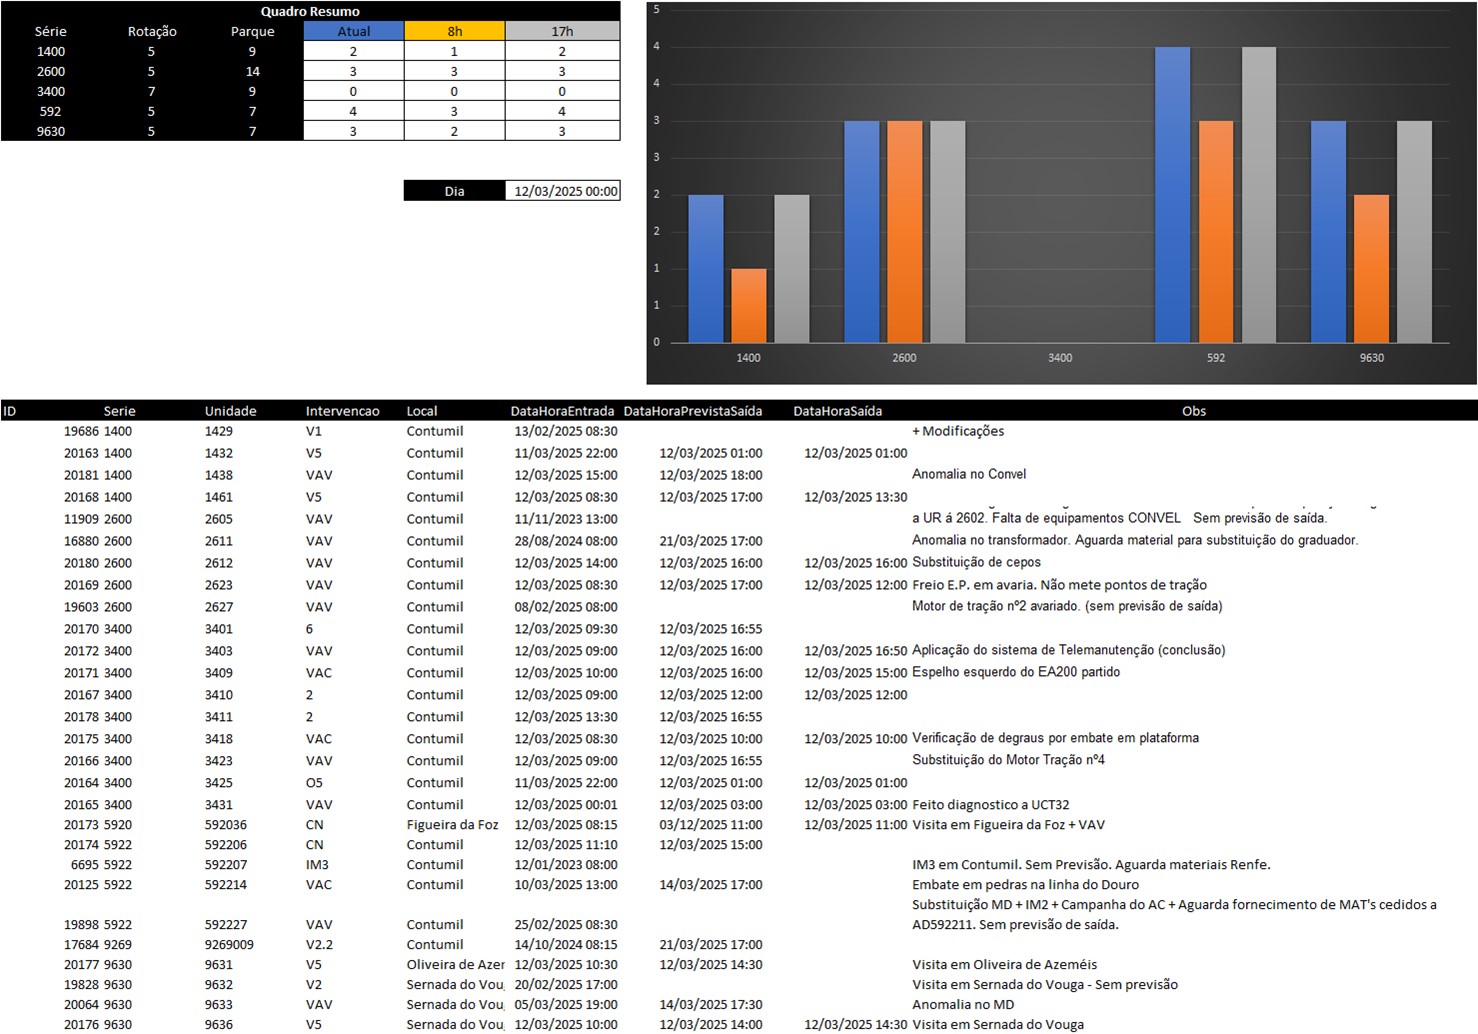 Quadro Resumo
Série Rotação Parque Atual 8h 17h
1400 5 9 2 1 2
2600 5 14 3 3 3
3400 7 9 0 0 0
592 5 7 4 3 4
9630 5 7 3 2 3
Dia 12/03/2025 00:00
5
4
4
3
3
2
2
1
1
0
1400 2600 3400 592 9630
ID Serie Unidade Intervencao Local DataHoraEntrada DataHoraPrevistaSaída DataHoraSaída Obs
19686 1400 1429 V1 Contumil 13/02/2025 08:30 + Modificações
20163 1400 1432 V5 Contumil 11/03/2025 22:00 12/03/2025 01:00 12/03/2025 01:00
20181 1400 1438 VAV Contumil 12/03/2025 15:00 12/03/2025 18:00 Anomalia no Convel
20168 1400 1461 V5 Contumil 12/03/2025 08:30 12/03/2025 17:00 12/03/2025 13:30
11909 2600 2605 VAV Contumil 11/11/2023 13:00 a UR á 2602. Falta de equipamentos CONVEL Sem previsão de saída.
16880 2600 2611 VAV Contumil 28/08/2024 08:00 21/03/2025 17:00 Anomalia no transformador. Aguarda material para substituição do graduador.
20180 2600 2612 VAV Contumil 12/03/2025 14:00 12/03/2025 16:00 12/03/2025 16:00 Substituição de cepos
20169 2600 2623 VAV Contumil 12/03/2025 08:30 12/03/2025 17:00 12/03/2025 12:00 Freio E.P. em avaria. Não mete pontos de tração
19603 2600 2627 VAV Contumil 08/02/2025 08:00 Motor de tração nº2 avariado. (sem previsão de saída)
20170 3400 3401 6 Contumil 12/03/2025 09:30 12/03/2025 16:55
20172 3400 3403 VAV Contumil 12/03/2025 09:00 12/03/2025 16:00 12/03/2025 16:50 Aplicação do sistema de Telemanutenção (conclusão)
20171 3400 3409 VAC Contumil 12/03/2025 10:00 12/03/2025 16:00 12/03/2025 15:00 Espelho esquerdo do EA200 partido
20167 3400 3410 2 Contumil 12/03/2025 09:00 12/03/2025 12:00 12/03/2025 12:00
20178 3400 3411 2 Contumil 12/03/2025 13:30 12/03/2025 16:55
20175 3400 3418 VAC Contumil 12/03/2025 08:30 12/03/2025 10:00 12/03/2025 10:00 Verificação de degraus por embate em plataforma
20166 3400 3423 VAV Contumil 12/03/2025 09:00 12/03/2025 16:55 Substituição do Motor Tração nº4
20164 3400 3425 O5 Contumil 11/03/2025 22:00 12/03/2025 01:00 12/03/2025 01:00
20165 3400 3431 VAV Contumil 12/03/2025 00:01 12/03/2025 03:00 12/03/2025 03:00 Feito diagnostico a UCT32
20173 5920 592036 CN Figueira da Foz 12/03/2025 08:15 03/12/2025 11:00 12/03/2025 11:00 Visita em Figueira da Foz + VAV
20174 5922 592206 CN Contumil 12/03/2025 11:10 12/03/2025 15:00
6695 5922 592207 IM3 Contumil 12/01/2023 08:00 IM3 em Contumil. Sem Previsão. Aguarda materiais Renfe.
20125 5922 592214 VAC Contumil 10/03/2025 13:00 14/03/2025 17:00 Embate em pedras na linha do Douro
Substituição MD + IM2 + Campanha do AC + Aguarda fornecimento de MAT's cedidos a
19898 5922 592227 VAV Contumil 25/02/2025 08:30 AD592211. Sem previsão de saída.
17684 9269 9269009 V2.2 Contumil 14/10/2024 08:15 21/03/2025 17:00
20177 9630 9631 V5 Oliveira de Azer 12/03/2025 10:30 12/03/2025 14:30 Visita em Oliveira de Azeméis
19828 9630 9632 V2 Sernada do Vou 20/02/2025 17:00 Visita em Sernada do Vouga - Sem previsão
20064 9630 9633 VAV Sernada do Vou 05/03/2025 19:00 14/03/2025 17:30 Anomalia no MD
20176 9630 9636 V5 Sernada do Vou 12/03/2025 10:00 12/03/2025 14:00 12/03/2025 14:30 Visita em Sernada do Vouga